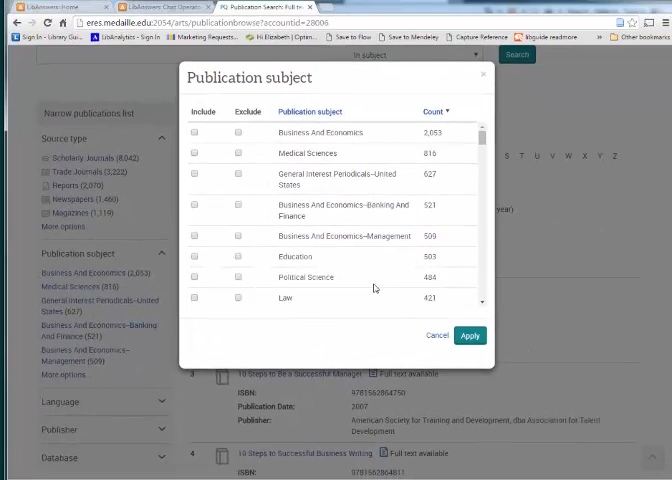 LibAnswers: Home
LibAnswers: Chat Operato
PQ Publication Search: Full te
eres.medaille.edu:2054/arts/publicationbrowse?accountid=28006
Sign In - Library Gui...
LibAnalytics - Sign In
Marketing Requests...
Hi Elizabeth | Optim...
Save to Flow
Save to Mendeley
Capture Reference
libguide readmore
»
Other bookmarks
In subject
Search
Publication subject
×
Narrow publications list
Include
Exclude
Publication subject
Count
Source type
Scholarly Journals (8,042)
Trade Journals (3,222)
Reports (2,070)
Newspapers (1,460)
Magazines (1,119)
More options
Business And Economics
2,053
Medical Sciences
816
General Interest Periodicals--United
States
627
Business And Economics--Banking And
Finance
521
Business And Economics--Management
509
Education
503
Political Science
484
Law
421
S T U V W X Y Z
year)
Publication subject
Business And Economics (2,053)
Medical Sciences (816)
General Interest Periodicals--United
States (627)
Business And Economics--Banking
And Finance (521)
Business And Economics--
Management (509)
More options...
Cancel
Apply
Language
Publisher
Database
3
10 Steps to Be a Successful Manager
Full text available
ISBN:
9781562864750
Publication Date:
2007
Publisher:
American Society for Training and Development, dba Association for Talent
Development
4
10 Steps to Successful Business Writing
Full text available
ISBN:
9781562864811